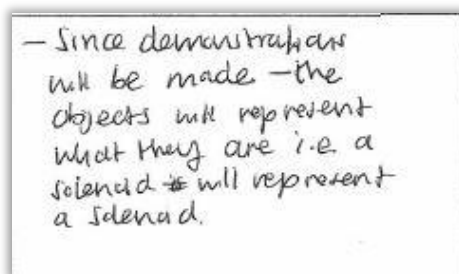 - Since demonstrations
will be made - the
objects will represent
what they are i.e a
solenoid will represent
a solenoid.